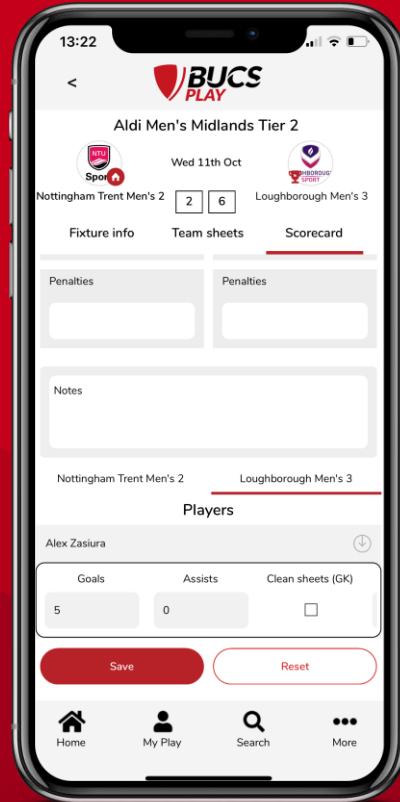 13:22
<
BUCS
PLAY
Aldi Men's Midlands Tier 2
NTU
Wed 11th Oct
Nottingham Trent Men's 2
2
6
Loughborough Men's 3
SPORT
Fixture info
Team sheets
Scorecard
Penalties
Penalties
Notes
Nottingham Trent Men's 2
Loughborough Men's 3
Players
Alex Zasiura
Goals
Assists
Clean sheets (GK)
5
0
Save
Reset
Home
My Play
Search
More